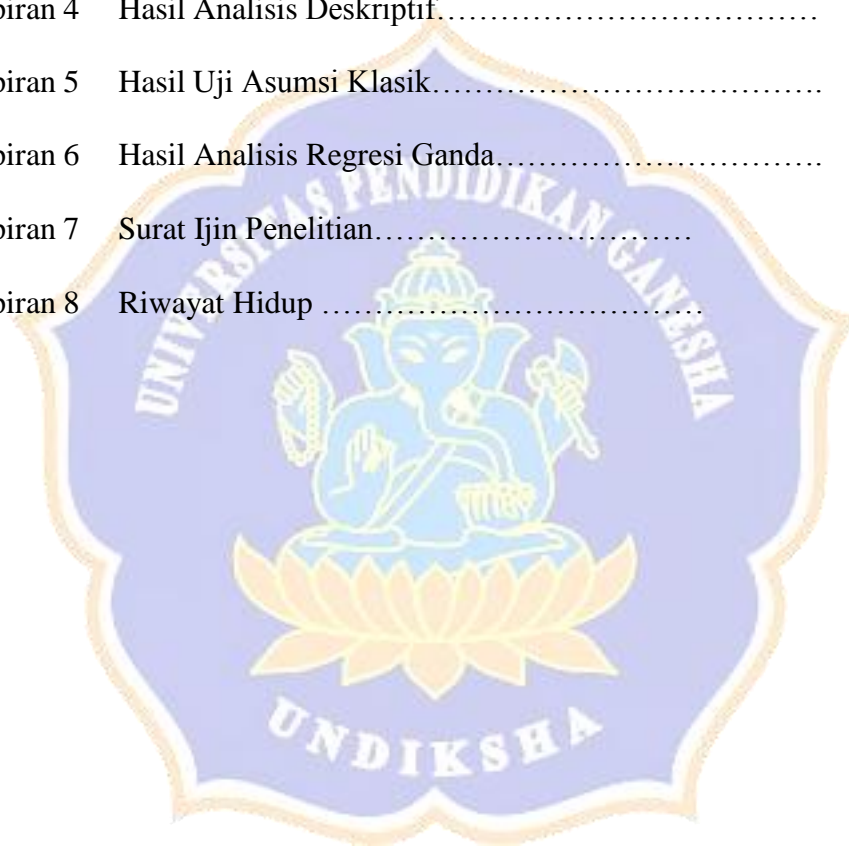 piran 4 Hasil Analisis Deskriptif………………………………
piran 5 Hasil Uji Asumsi Klasik……………………………….
piran 6 Hasil Analisis Regresi Ganda………………………….
piran 7 Surat Ijin Penelitian…………………………
piran 8 Riwayat Hidup ………………………………
UNIVERSITAS PENDIDIKAN GANESHA
UNDIKSHA